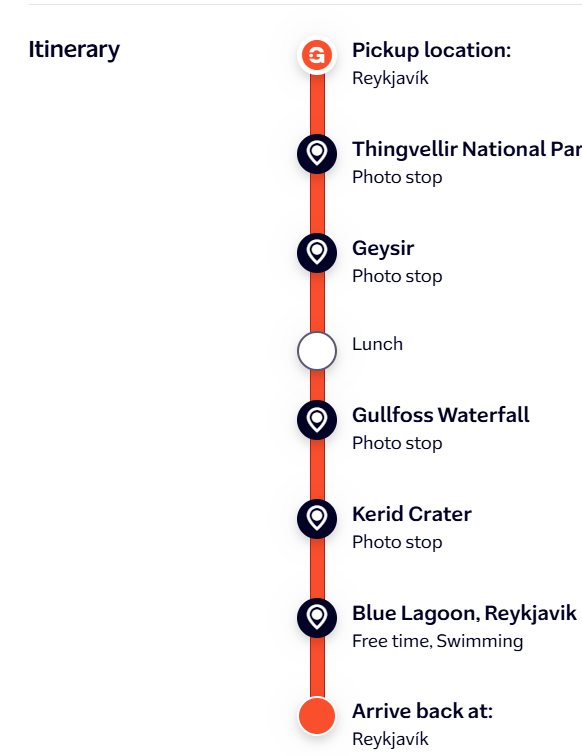 Itinerary
G
Pickup location:
Reykjavík
Thingvellir National Par
Photo stop
Geysir
Photo stop
Lunch
Gullfoss Waterfall
Photo stop
Kerid Crater
Photo stop
Blue Lagoon, Reykjavik
Free time, Swimming
Arrive back at:
Reykjavík